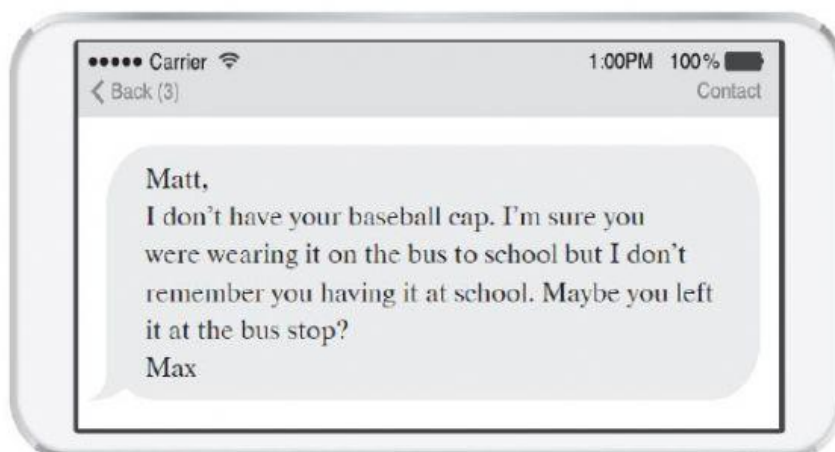 ••••• Carrier 1:00PM 100%
Back (3) Contact
Matt,
I don't have your baseball cap. I'm sure you
were wearing it on the bus to school but I don't
remember you having it at school. Maybe you left
it at the bus stop?
Max